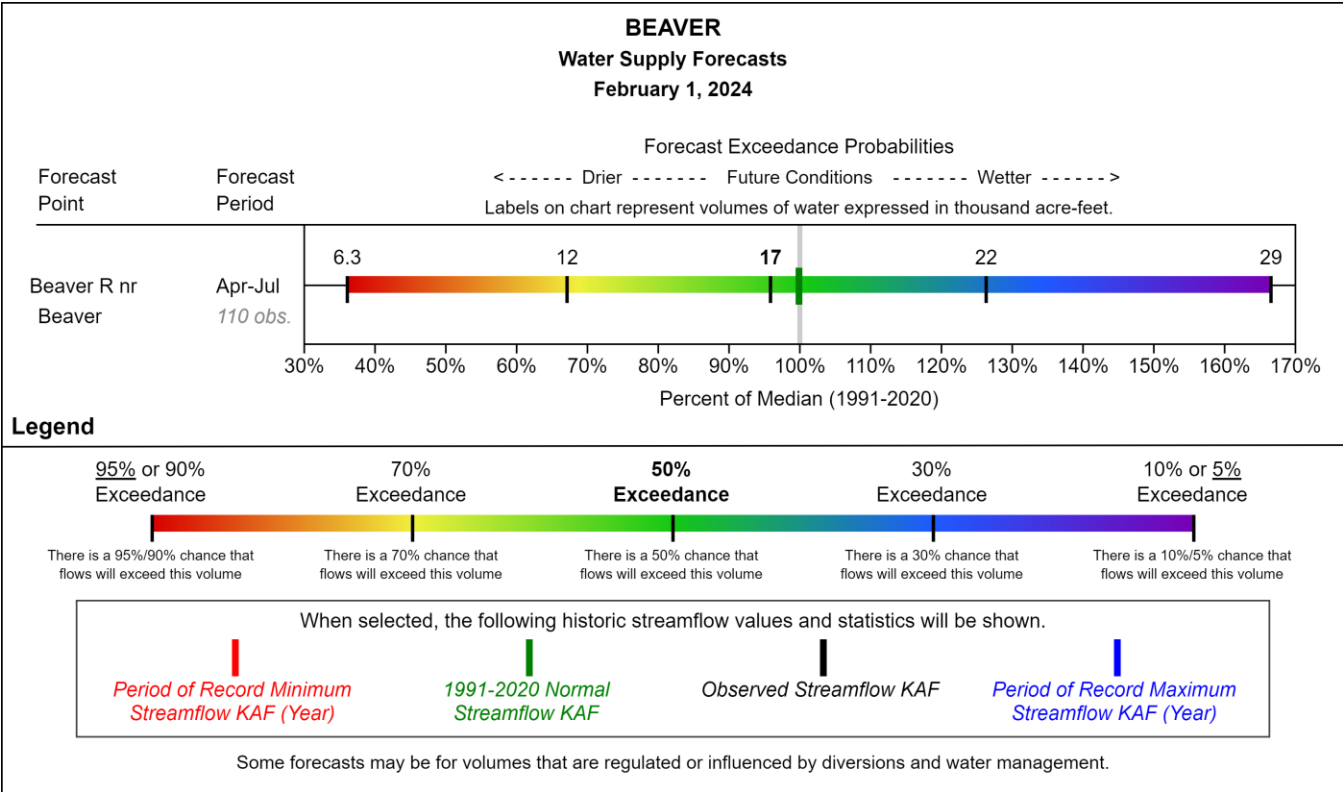 BEAVER
Water Supply Forecasts
February 1, 2024
Forecast Exceedance Probabilities
Forecast Point
Forecast Period
<------ Drier ------- Future Conditions ------- Wetter ------>
Labels on chart represent volumes of water expressed in thousand acre-feet.
6.3 12 17 22 29
Beaver R nr Apr-Jul
Beaver 110 obs.
30% 40% 50% 60% 70% 80% 90% 100% 110% 120% 130% 140% 150% 160% 170%
Percent of Median (1991-2020)
Legend
95% or 90% Exceedance
70% Exceedance
50% Exceedance
30% Exceedance
10% or 5% Exceedance
There is a 95%/90% chance that
flows will exceed this volume
There is a 70% chance that
flows will exceed this volume
There is a 50% chance that
flows will exceed this volume
There is a 30% chance that
flows will exceed this volume
There is a 10%/5% chance that
flows will exceed this volume
When selected, the following historic streamflow values and statistics will be shown.
Period of Record Minimum
Streamflow KAF (Year)
1991-2020 Normal
Streamflow KAF
Observed Streamflow KAF
Period of Record Maximum
Streamflow KAF (Year)
Some forecasts may be for volumes that are regulated or influenced by diversions and water management.